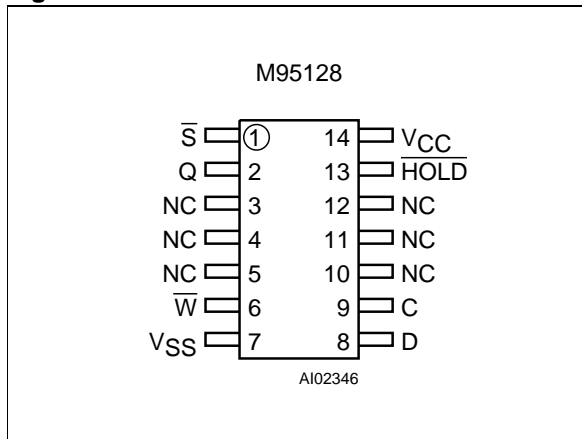 M95128
S̅ 1 14 VCC
Q 2 13 H̅O̅L̅D̅
NC 3 12 NC
NC 4 11 NC
NC 5 10 NC
W̅ 6 9 C
VSS 7 8 D
AI02346